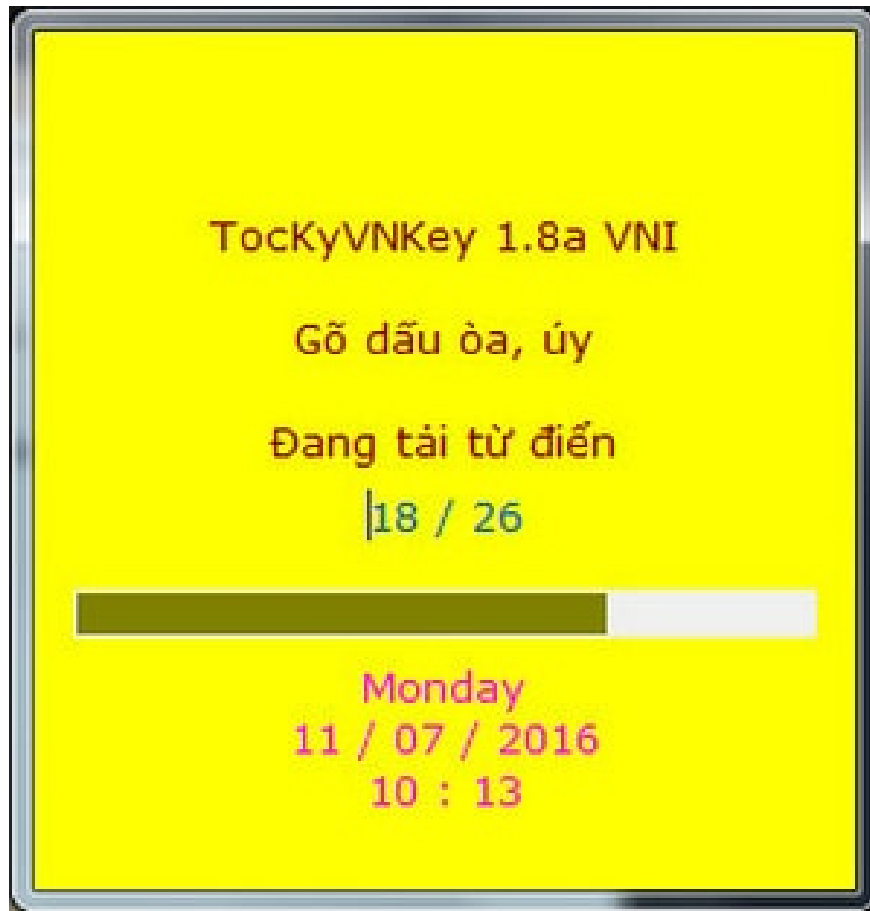 TocKyVNKey 1.8a VNI
Gõ dấu òa, úy
Đang tải từ điển
18 / 26
Monday
11 / 07 / 2016
10 : 13